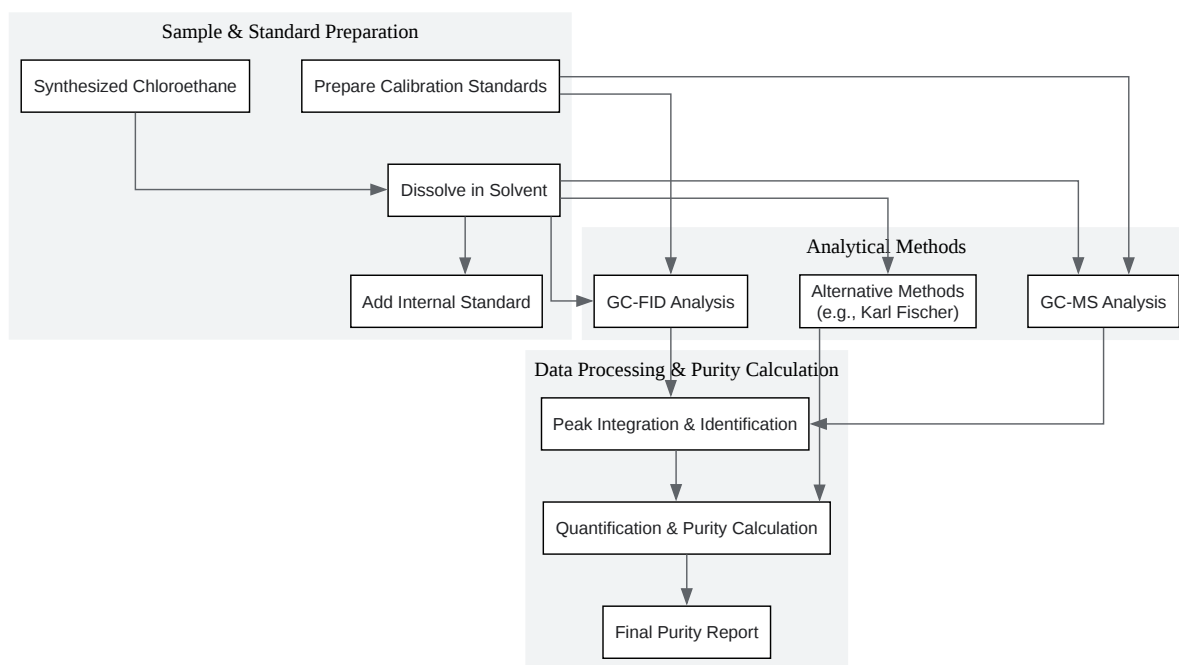 Sample & Standard Preparation
Synthesized Chloroethane
Prepare Calibration Standards
Dissolve in Solvent
Add Internal Standard
Analytical Methods
GC-FID Analysis
Alternative Methods
(e.g., Karl Fischer)
GC-MS Analysis
Data Processing & Purity Calculation
Peak Integration & Identification
Quantification & Purity Calculation
Final Purity Report